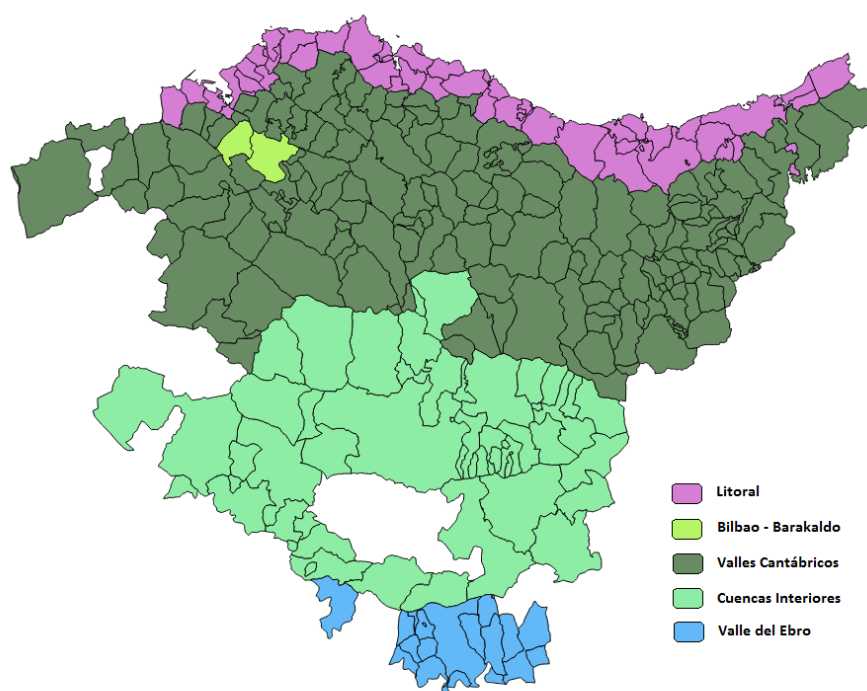 Litoral
Bilbao - Barakaldo
Valles Cantábricos
Cuencas Interiores
Valle del Ebro